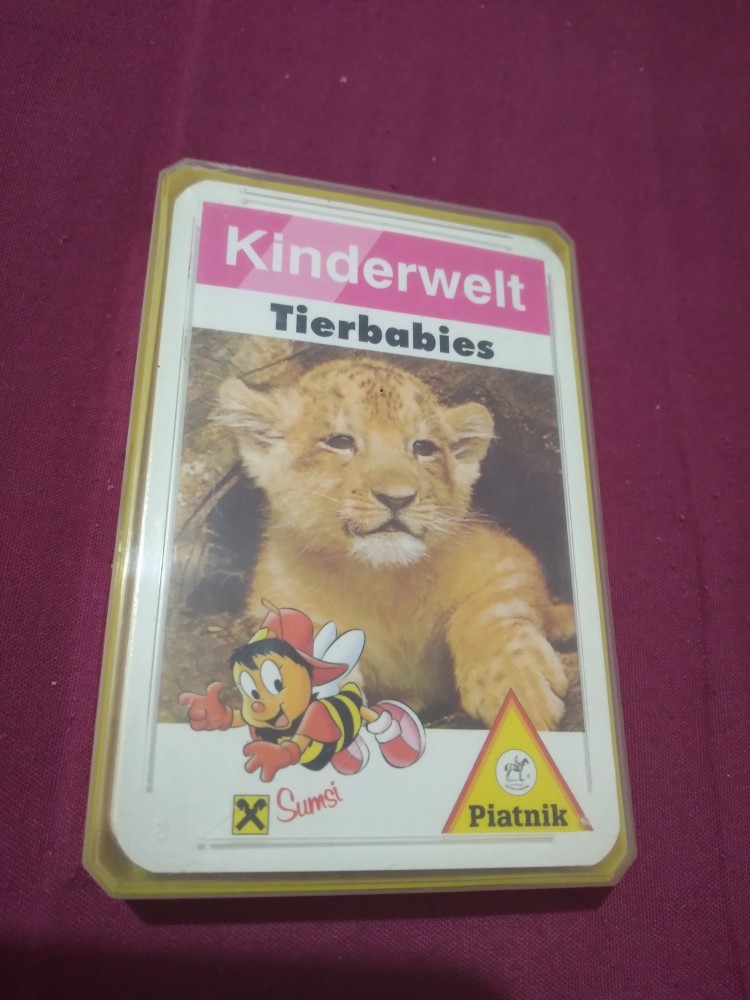 Kinderwelt
Tierbabies
Sumsi
Piatnik